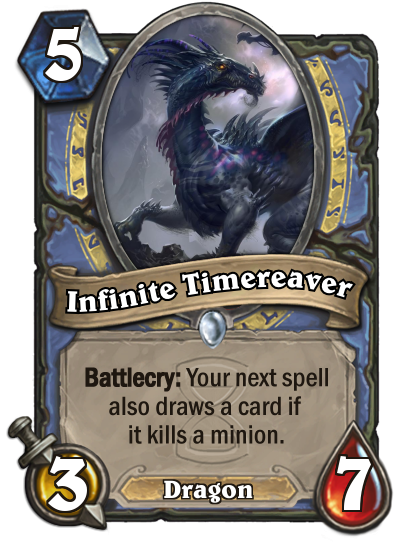 5
Infinite Timereaver
Battlecry: Your next spell
also draws a card if
it kills a minion.
3
Dragon
7